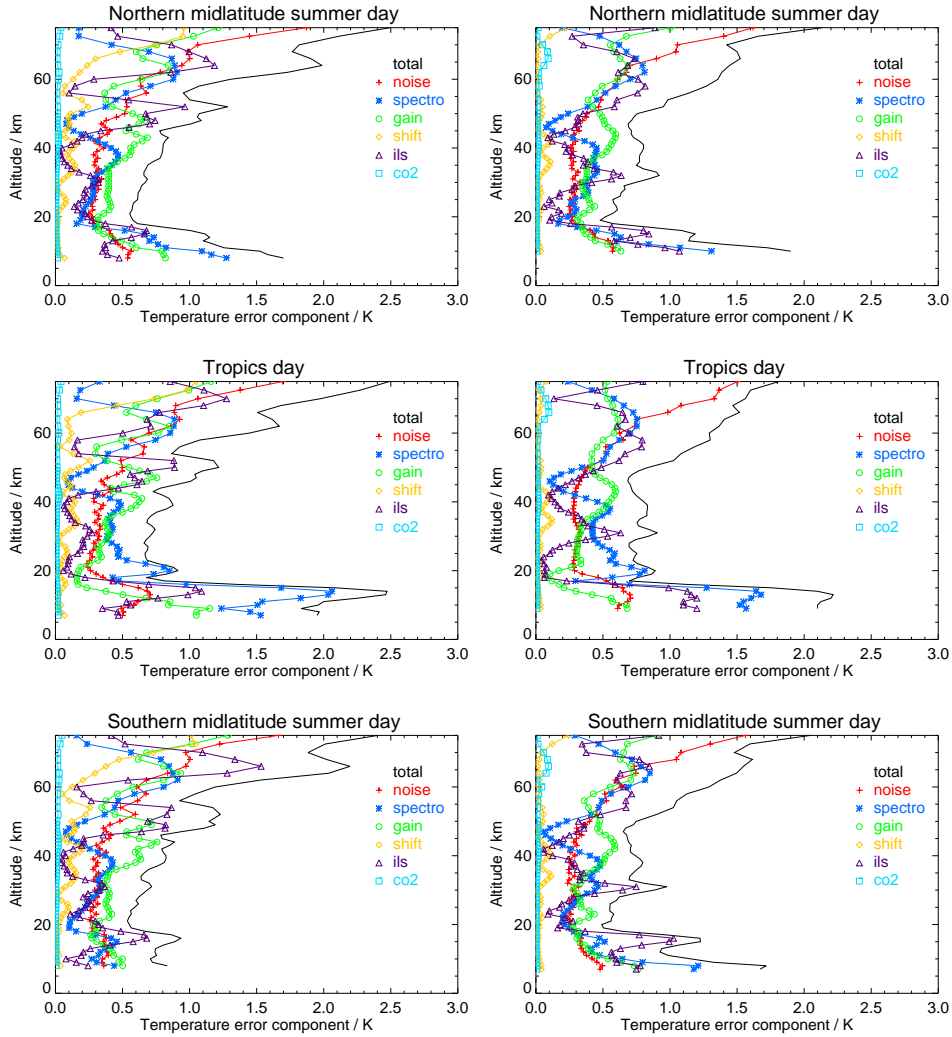 Northern midlatitude summer day
Altitude / km
60
40
20
0
total
noise
spectro
gain
shift
ils
co2
0.0 0.5 1.0 1.5 2.0 2.5 3.0
Temperature error component / K
Northern midlatitude summer day
Altitude / km
60
40
20
0
total
noise
spectro
gain
shift
ils
co2
0.0 0.5 1.0 1.5 2.0 2.5 3.0
Temperature error component / K
Tropics day
Altitude / km
60
40
20
0
total
noise
spectro
gain
shift
ils
co2
0.0 0.5 1.0 1.5 2.0 2.5 3.0
Temperature error component / K
Tropics day
Altitude / km
60
40
20
0
total
noise
spectro
gain
shift
ils
co2
0.0 0.5 1.0 1.5 2.0 2.5 3.0
Temperature error component / K
Southern midlatitude summer day
Altitude / km
60
40
20
0
total
noise
spectro
gain
shift
ils
co2
0.0 0.5 1.0 1.5 2.0 2.5 3.0
Temperature error component / K
Southern midlatitude summer day
Altitude / km
60
40
20
0
total
noise
spectro
gain
shift
ils
co2
0.0 0.5 1.0 1.5 2.0 2.5 3.0
Temperature error component / K